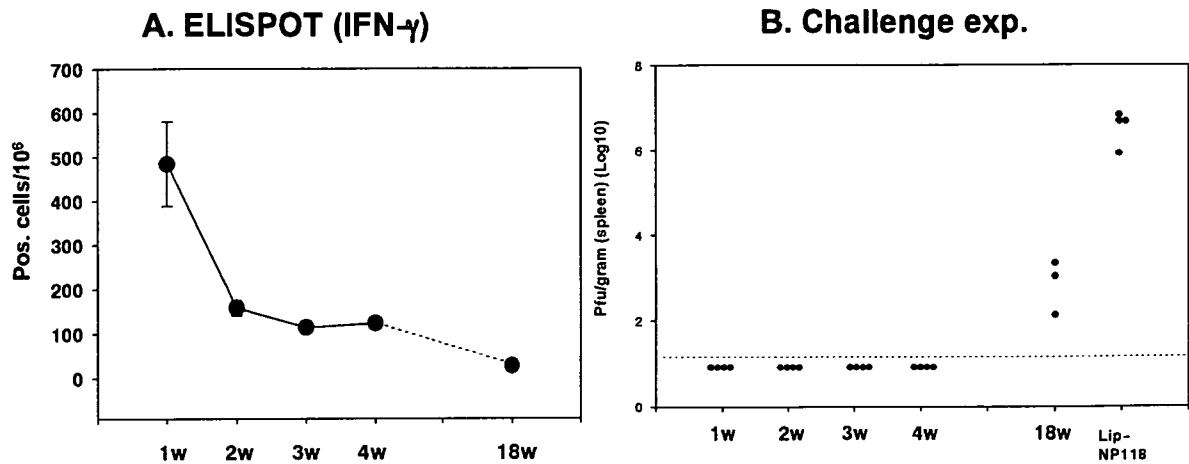 A. ELISPOT (IFN-γ)
Pos. cells/10⁶
700
600
500
400
300
200
100
0
1w
2w
3w
4w
18w
B. Challenge exp.
Pfu/gram (spleen) (Log10)
8
6
4
2
0
1w
2w
3w
4w
18w
Lip-
NP118